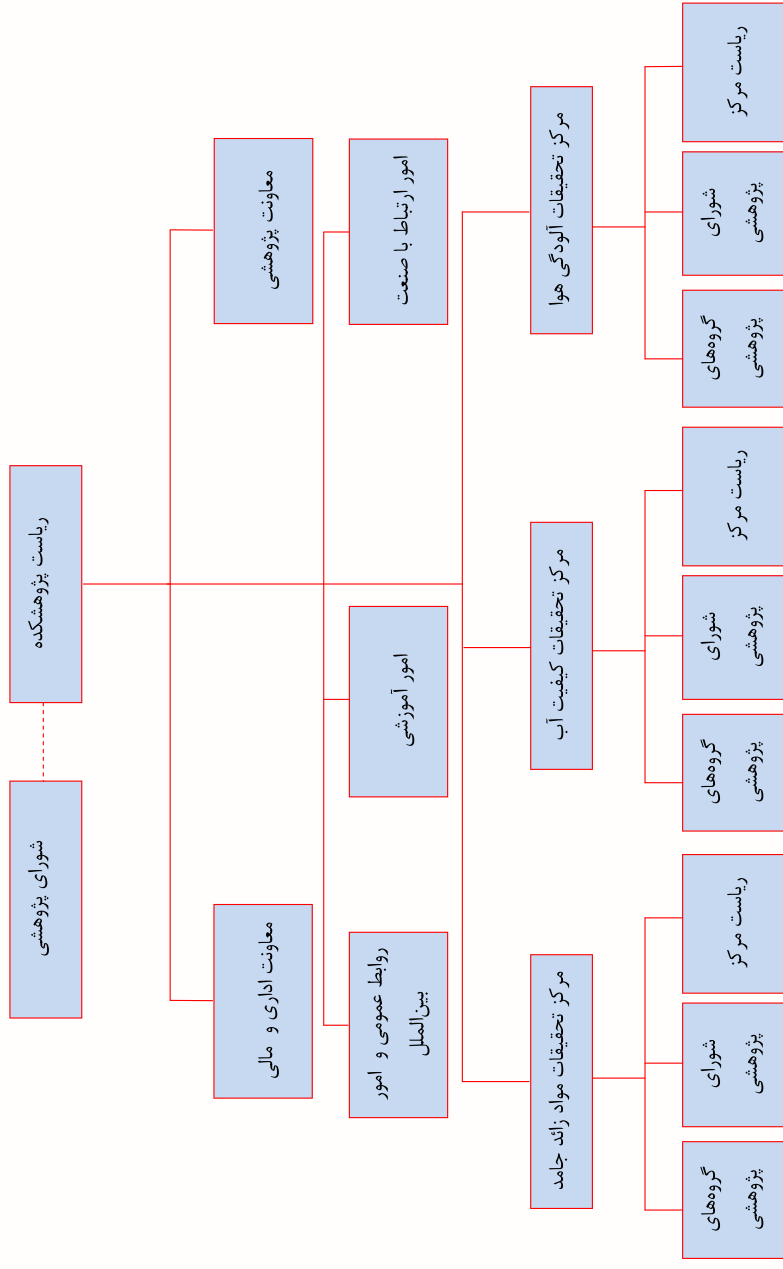 ریاست پژوهشکده
شورای پژوهشی
معاونت پژوهشی
معاونت اداری و مالی
امور ارتباط با صنعت
امور آموزشی
روابط عمومی و امور
بین‌الملل
مرکز تحقیقات آلودگی هوا
مرکز تحقیقات کیفیت آب
مرکز تحقیقات مواد زائد جامد
ریاست مرکز
شورای
پژوهشی
گروه‌های
پژوهشی
ریاست مرکز
شورای
پژوهشی
گروه‌های
پژوهشی
ریاست مرکز
شورای
پژوهشی
گروه‌های
پژوهشی